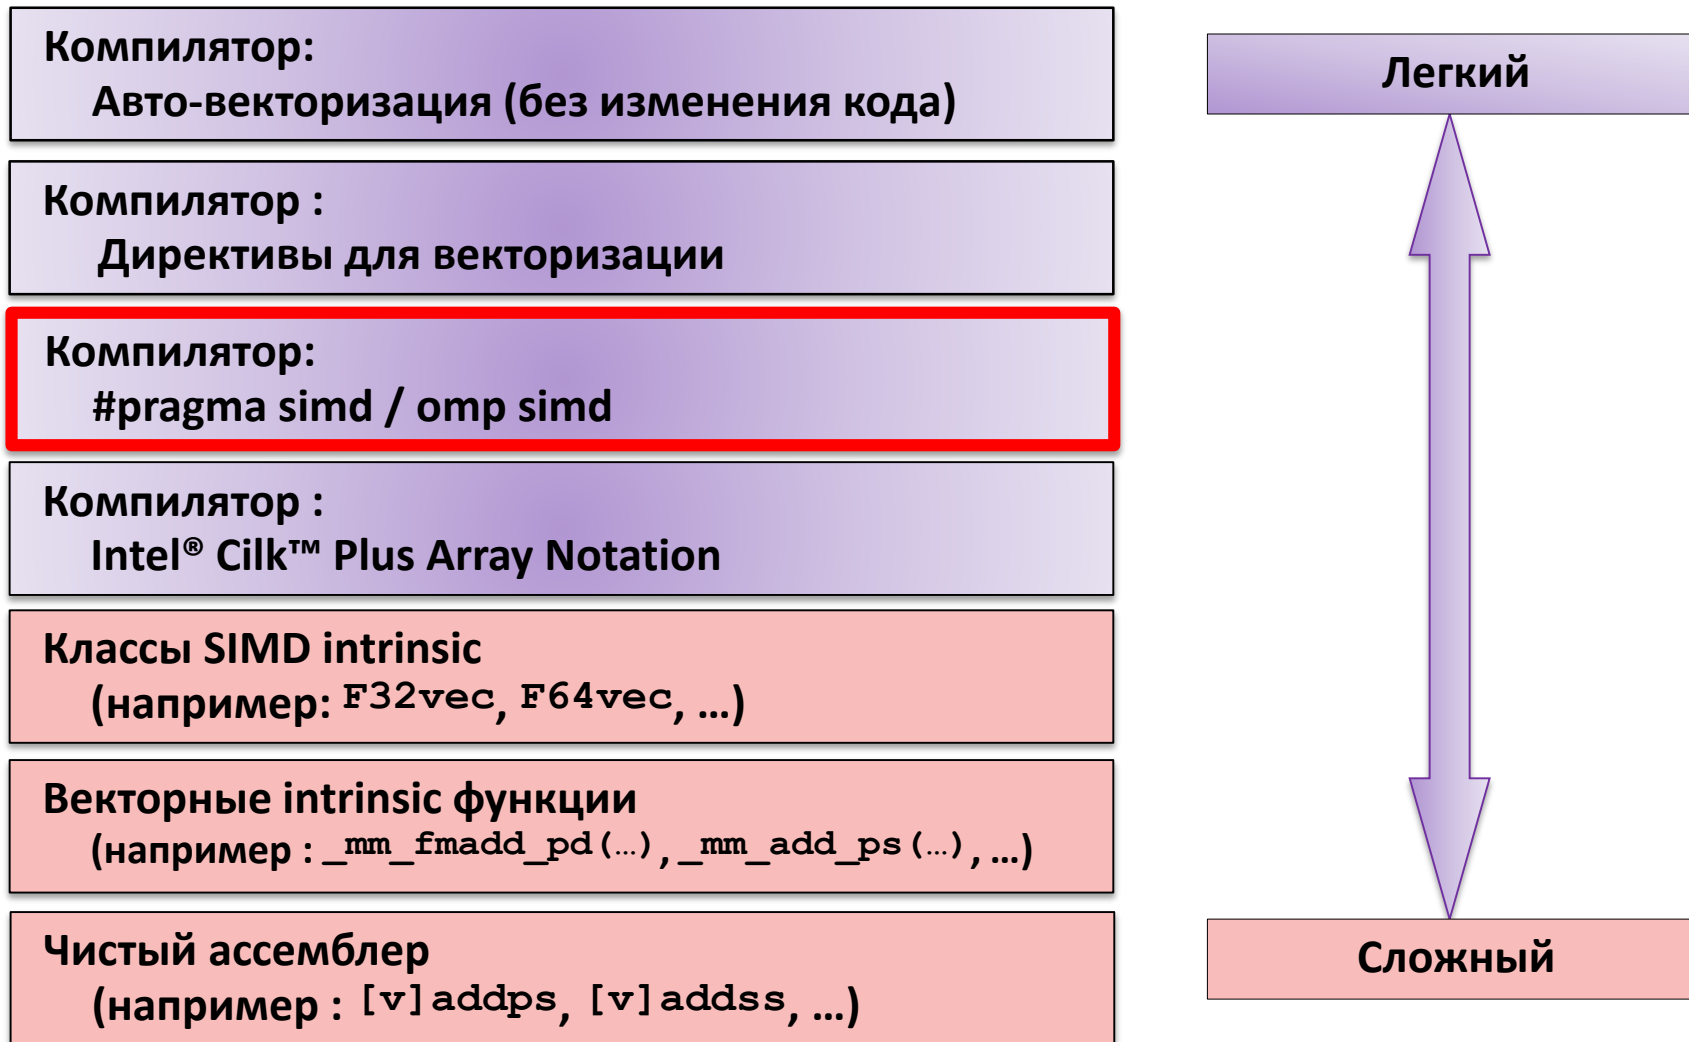 Компилятор:
Авто-векторизация (без изменения кода)
Компилятор :
Директивы для векторизации
Компилятор:
#pragma simd / omp simd
Компилятор :
Intel® Cilk™ Plus Array Notation
Классы SIMD intrinsic
(например: F32vec, F64vec, …)
Векторные intrinsic функции
(например : _mm_fmadd_pd(…), _mm_add_ps(…), …)
Чистый ассемблер
(например : [v]addps, [v]addss, …)
Легкий
Сложный